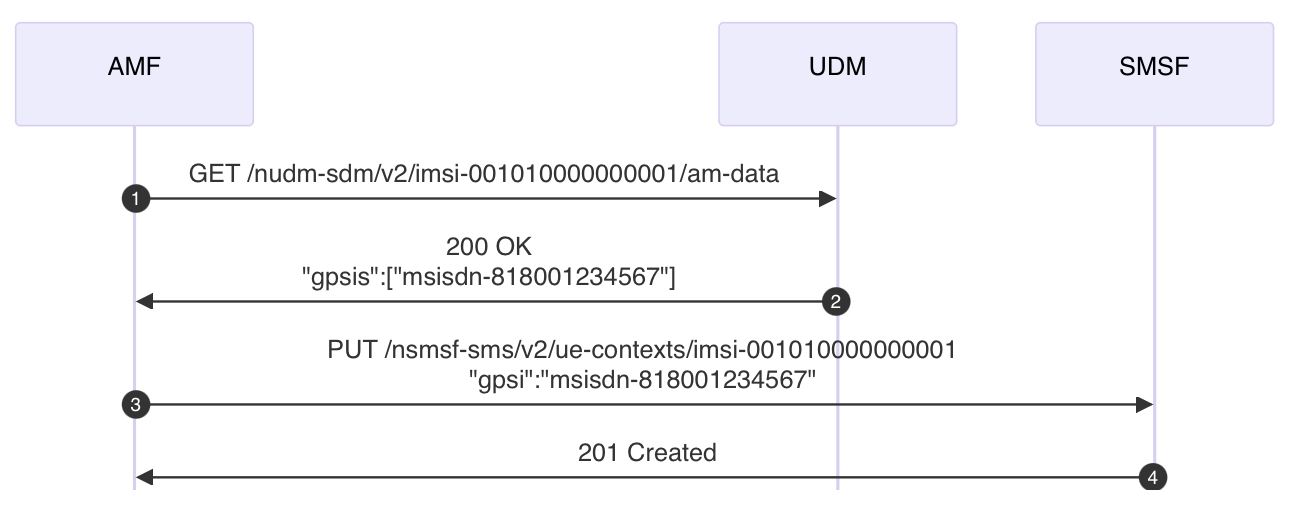 AMF
UDM
SMSF
GET /nudm-sdm/v2/imsi-001010000000001/am-data
1
200 OK
"gpsis":["msisdn-818001234567"]
2
PUT /nsmsf-sms/v2/ue-contexts/imsi-001010000000001
"gpsi":"msisdn-818001234567"
3
201 Created
4